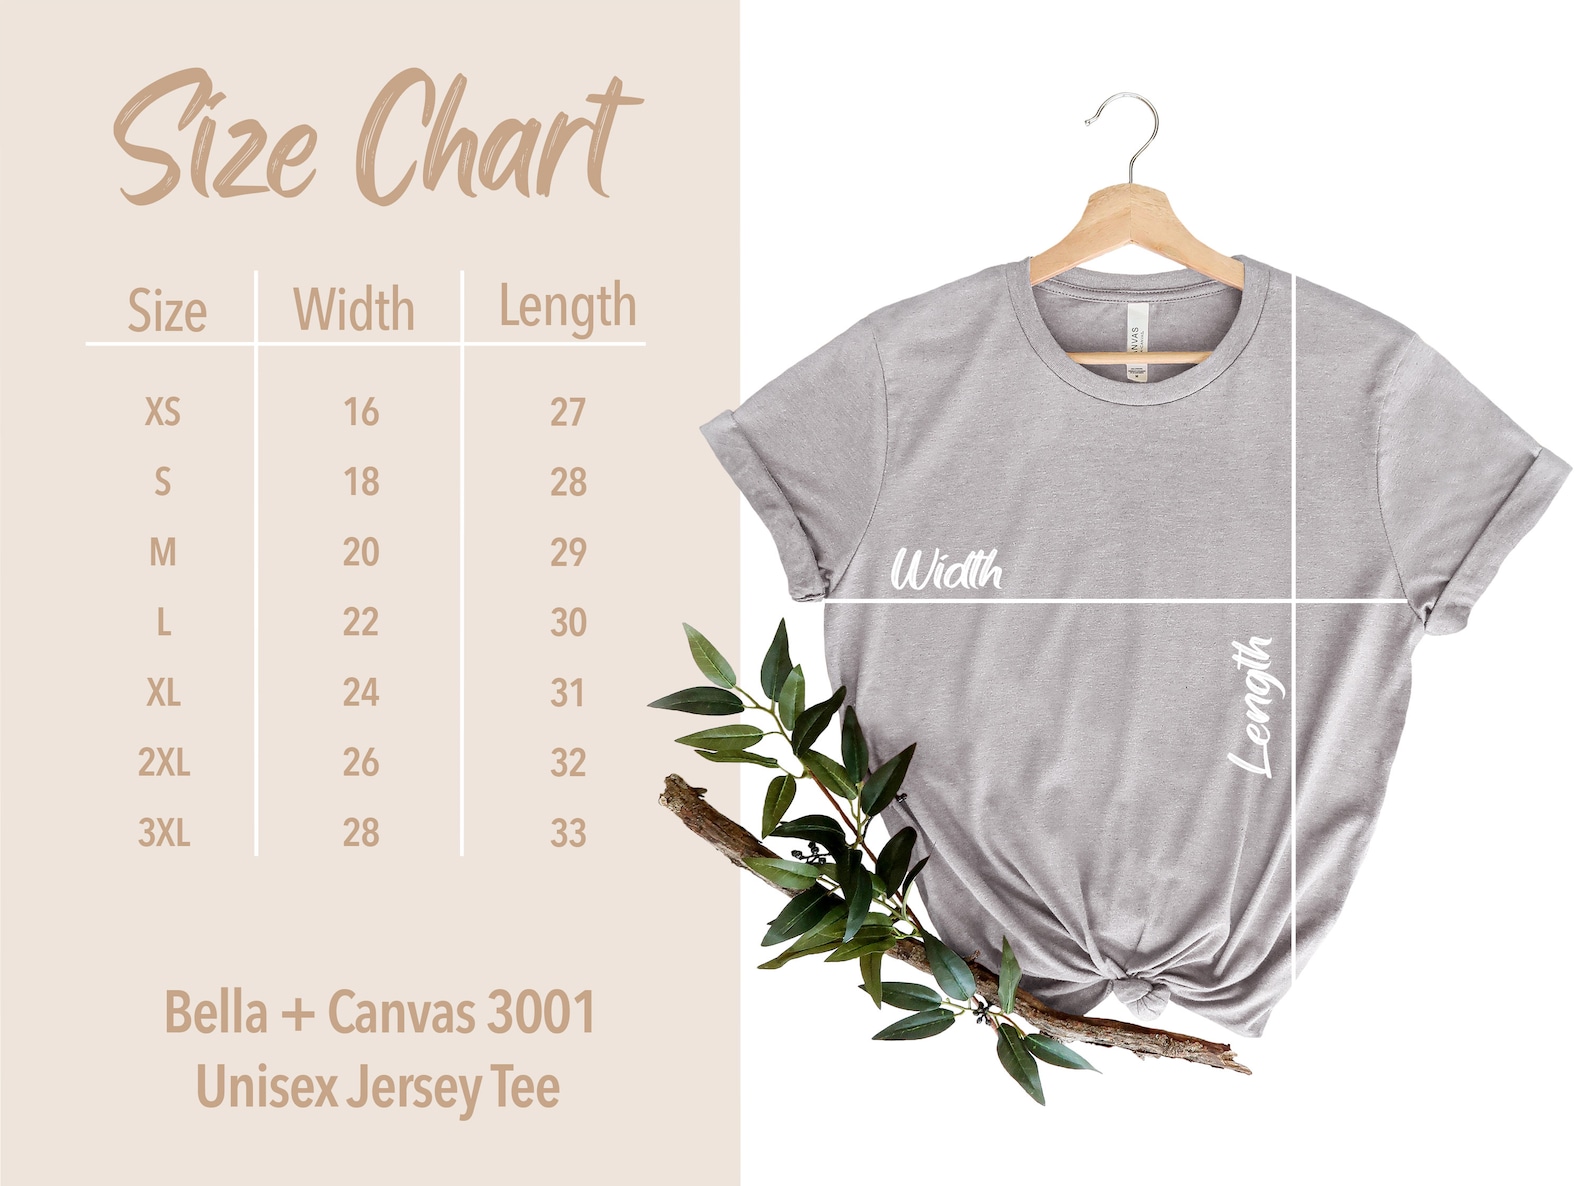 Size Chart
Size Width Length
XS 16 27
S 18 28
M 20 29
L 22 30
XL 24 31
2XL 26 32
3XL 28 33
Bella + Canvas 3001
Unisex Jersey Tee
Width
Length